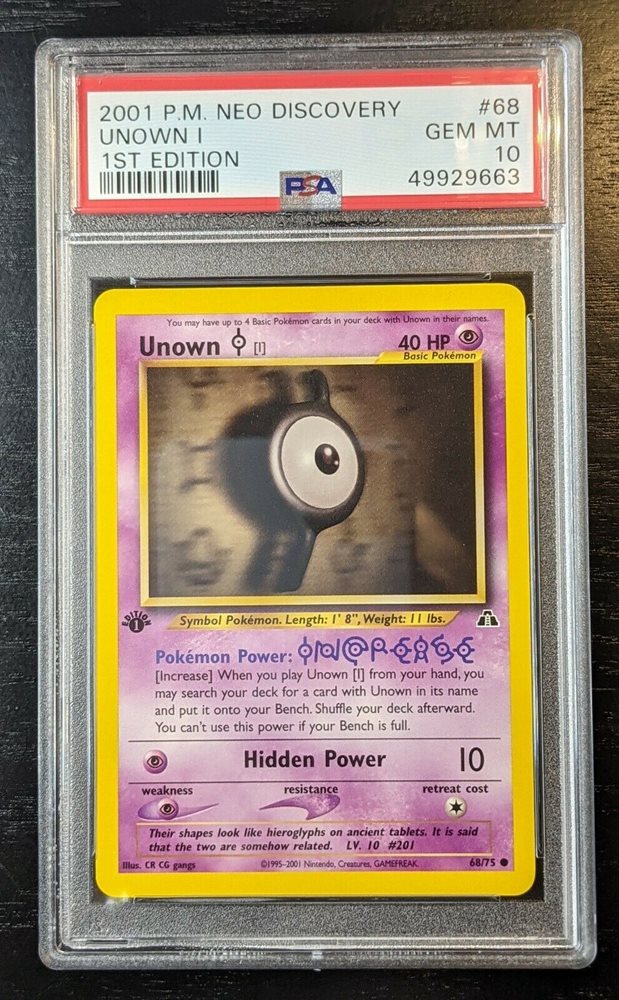 2001 P.M. NEO DISCOVERY #68
UNOWN I GEM MT
1ST EDITION 10
PSA 49929663
You may have up to 4 Basic Pokémon cards in your deck with Unown in their names.
Unown [I] 40 HP
Basic Pokémon
EDITION 1
Symbol Pokémon. Length: 1' 8", Weight: 11 lbs.
Pokémon Power: INCREASE
[Increase] When you play Unown [I] from your hand, you
may search your deck for a card with Unown in its name
and put it onto your Bench. Shuffle your deck afterward.
You can't use this power if your Bench is full.
Hidden Power 10
weakness resistance retreat cost
Their shapes look like hieroglyphs on ancient tablets. It is said
that the two are somehow related. LV. 10 #201
Illus. CR CG gangs ©1995-2001 Nintendo, Creatures, GAMEFREAK. 68/75